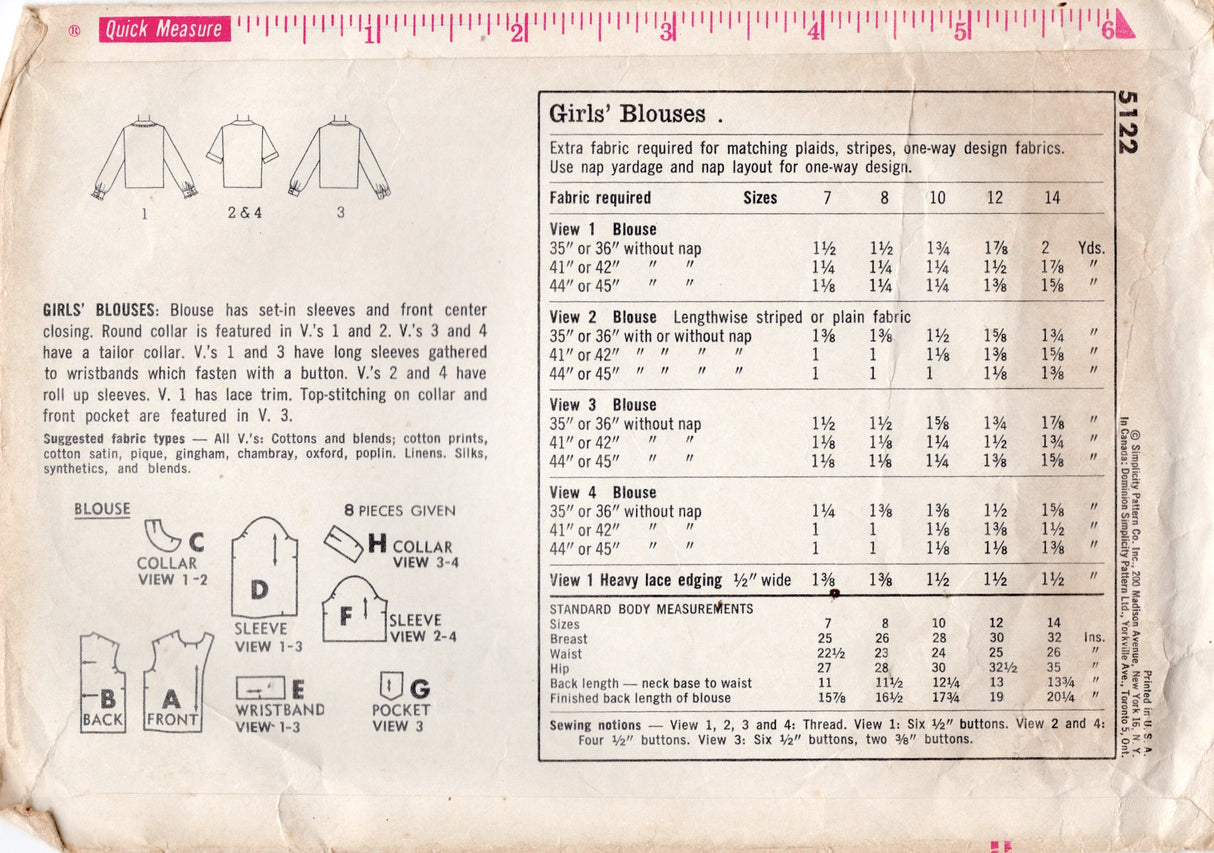 ® Quick Measure 1 2 3 4 5 6
1 2 & 4 3
GIRLS' BLOUSES: Blouse has set-in sleeves and front center
closing. Round collar is featured in V.'s 1 and 2. V.'s 3 and 4
have a tailor collar. V.'s 1 and 3 have long sleeves gathered
to wristbands which fasten with a button. V.'s 2 and 4 have
roll up sleeves. V. 1 has lace trim. Top-stitching on collar and
front pocket are featured in V. 3.
Suggested fabric types — All V.'s: Cottons and blends; cotton prints,
cotton satin, pique, gingham, chambray, oxford, poplin. Linens. Silks,
synthetics, and blends.
BLOUSE
8 PIECES GIVEN
C
COLLAR
VIEW 1-2
D
SLEEVE
VIEW 1-3
H COLLAR
VIEW 3-4
F
SLEEVE
VIEW 2-4
B
BACK
A
FRONT
E
WRISTBAND
VIEW 1-3
G
POCKET
VIEW 3
Girls' Blouses .
Extra fabric required for matching plaids, stripes, one-way design fabrics.
Use nap yardage and nap layout for one-way design.
Fabric required Sizes 7 8 10 12 14
View 1 Blouse
35″ or 36″ without nap 1½ 1½ 1¾ 1⅞ 2 Yds.
41″ or 42″ ″ ″ 1¼ 1¼ 1¼ 1½ 1⅞ ″
44″ or 45″ ″ ″ 1⅛ 1¼ 1¼ 1⅜ 1⅝ ″
View 2 Blouse Lengthwise striped or plain fabric
35″ or 36″ with or without nap 1⅜ 1⅜ 1½ 1⅝ 1¾ ″
41″ or 42″ ″ ″ ″ ″ 1 1 1⅛ 1⅜ 1⅝ ″
44″ or 45″ ″ ″ ″ ″ 1 1 1 1⅛ 1⅜ ″
View 3 Blouse
35″ or 36″ without nap 1½ 1½ 1⅝ 1¾ 1⅞ ″
41″ or 42″ ″ ″ 1⅛ 1⅛ 1¼ 1½ 1¾ ″
44″ or 45″ ″ ″ 1⅛ 1⅛ 1¼ 1⅜ 1⅝ ″
View 4 Blouse
35″ or 36″ without nap 1¼ 1⅜ 1⅜ 1½ 1⅝ ″
41″ or 42″ ″ ″ 1 1 1⅛ 1⅜ 1½ ″
44″ or 45″ ″ ″ 1 1 1⅛ 1⅛ 1⅜ ″
View 1 Heavy lace edging ½″ wide 1⅜ 1⅜ 1½ 1½ 1½ ″
STANDARD BODY MEASUREMENTS
Sizes 7 8 10 12 14
Breast 25 26 28 30 32 Ins.
Waist 22½ 23 24 25 26 ″
Hip 27 28 30 32½ 35 ″
Back length — neck base to waist 11 11½ 12¼ 13 13¾ ″
Finished back length of blouse 15⅞ 16½ 17¾ 19 20¼ ″
Sewing notions — View 1, 2, 3 and 4: Thread. View 1: Six ½″ buttons. View 2 and 4:
Four ½″ buttons. View 3: Six ½″ buttons, two ⅜″ buttons.
5122
Printed in U. S. A.
© Simplicity Pattern Co. Inc., 200 Madison Avenue, New York 16, N. Y.
In Canada: Dominion Simplicity Pattern Ltd., Yorkville Ave., Toronto 5, Ont.